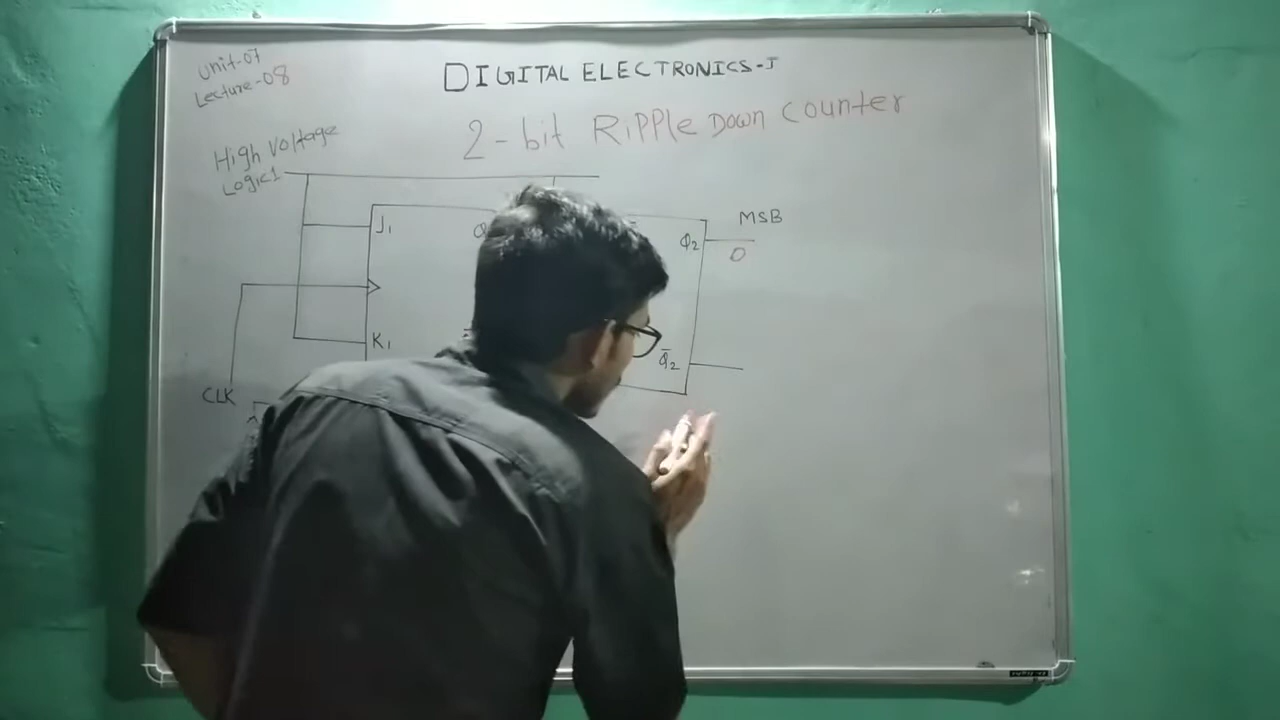 Unit-07
Lecture-08
DIGITAL ELECTRONICS-I
2-bit RiPPle Down Counter
High Voltage
Logic1
J1
MSB
Q2
0
K1
Q̅2
CLK